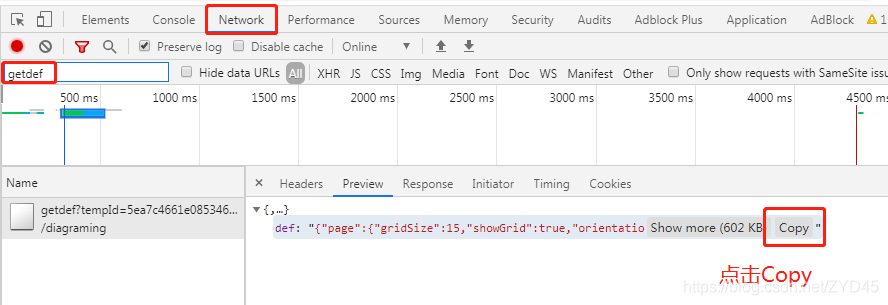 Elements Console Network Performance Sources Memory Security Audits Adblock Plus Application AdBlock 1
Preserve log Disable cache Online
getdef Hide data URLs All XHR JS CSS Img Media Font Doc WS Manifest Other Only show requests with SameSite issu
500 ms 1000 ms 1500 ms 2000 ms 2500 ms 3000 ms 3500 ms 4000 ms 4500 ms
Name × Headers Preview Response Initiator Timing Cookies
getdef?tempId=5ea7c4661e085346...
/diagraming
▼{,…}
def: "{"page":{"gridSize":15,"showGrid":true,"orientatio Show more (602 KB) Copy "
点击Copy
https://blog.csdn.net/ZYD45